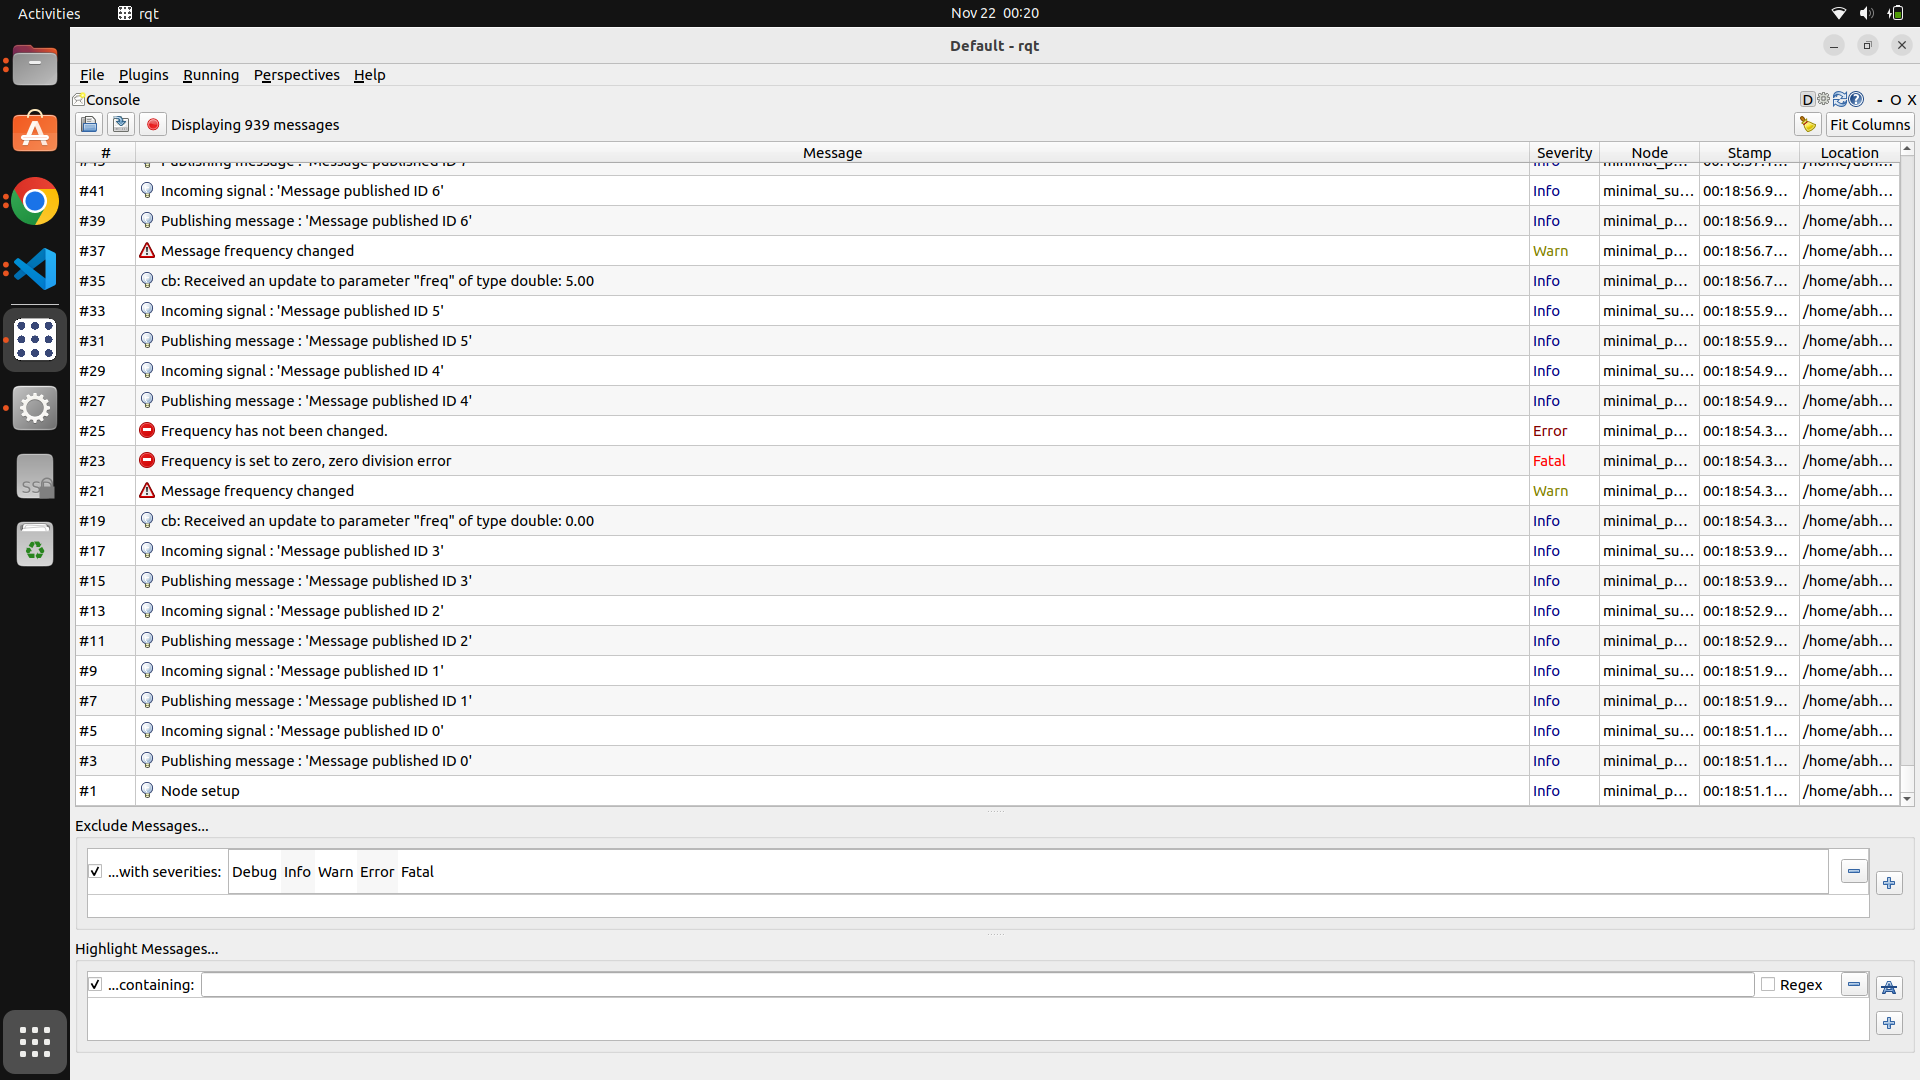 Activities rqt Nov 22 00:20
Default - rqt
File Plugins Running Perspectives Help
Console D - O X
Displaying 939 messages Fit Columns
# Message Severity Node Stamp Location
#41 Incoming signal : 'Message published ID 6' Info minimal_su... 00:18:56.9... /home/abh...
#39 Publishing message : 'Message published ID 6' Info minimal_p... 00:18:56.9... /home/abh...
#37 Message frequency changed Warn minimal_p... 00:18:56.7... /home/abh...
#35 cb: Received an update to parameter "freq" of type double: 5.00 Info minimal_p... 00:18:56.7... /home/abh...
#33 Incoming signal : 'Message published ID 5' Info minimal_su... 00:18:55.9... /home/abh...
#31 Publishing message : 'Message published ID 5' Info minimal_p... 00:18:55.9... /home/abh...
#29 Incoming signal : 'Message published ID 4' Info minimal_su... 00:18:54.9... /home/abh...
#27 Publishing message : 'Message published ID 4' Info minimal_p... 00:18:54.9... /home/abh...
#25 Frequency has not been changed. Error minimal_p... 00:18:54.3... /home/abh...
#23 Frequency is set to zero, zero division error Fatal minimal_p... 00:18:54.3... /home/abh...
#21 Message frequency changed Warn minimal_p... 00:18:54.3... /home/abh...
#19 cb: Received an update to parameter "freq" of type double: 0.00 Info minimal_p... 00:18:54.3... /home/abh...
#17 Incoming signal : 'Message published ID 3' Info minimal_su... 00:18:53.9... /home/abh...
#15 Publishing message : 'Message published ID 3' Info minimal_p... 00:18:53.9... /home/abh...
#13 Incoming signal : 'Message published ID 2' Info minimal_su... 00:18:52.9... /home/abh...
#11 Publishing message : 'Message published ID 2' Info minimal_p... 00:18:52.9... /home/abh...
#9 Incoming signal : 'Message published ID 1' Info minimal_su... 00:18:51.9... /home/abh...
#7 Publishing message : 'Message published ID 1' Info minimal_p... 00:18:51.9... /home/abh...
#5 Incoming signal : 'Message published ID 0' Info minimal_su... 00:18:51.1... /home/abh...
#3 Publishing message : 'Message published ID 0' Info minimal_p... 00:18:51.1... /home/abh...
#1 Node setup Info minimal_p... 00:18:51.1... /home/abh...
Exclude Messages...
...with severities: Debug Info Warn Error Fatal
Highlight Messages...
...containing: Regex